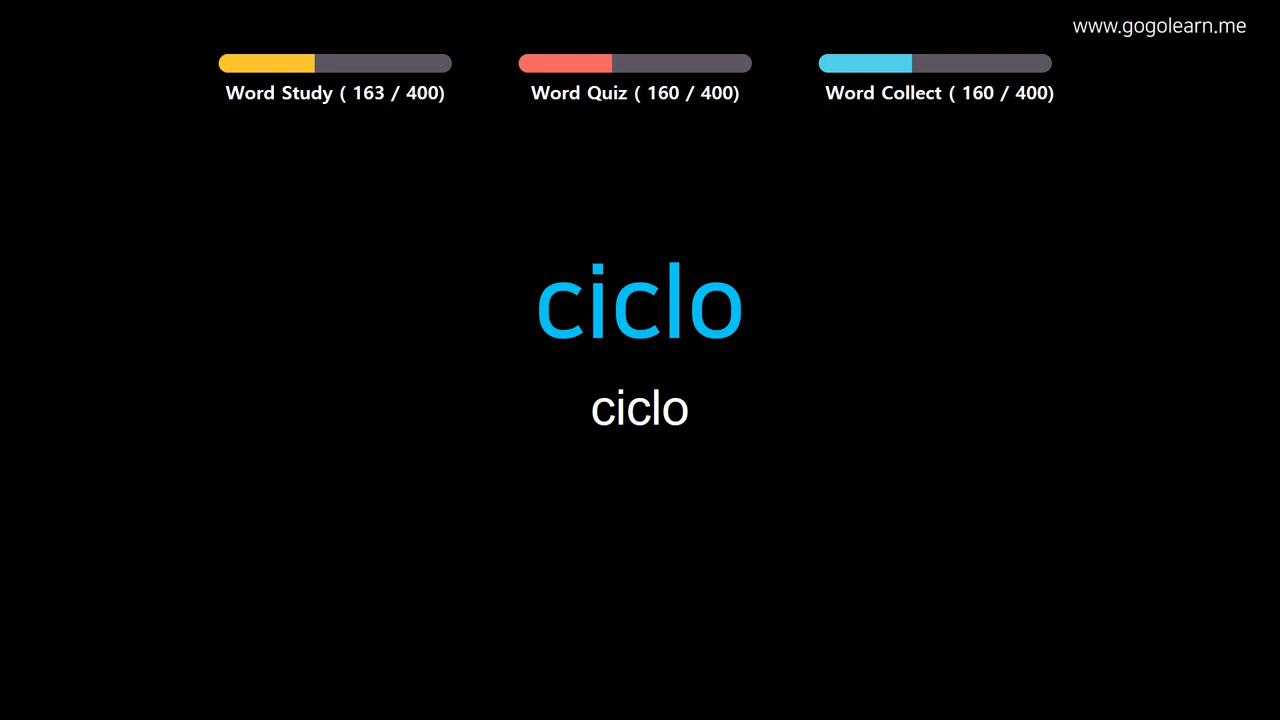 www.gogolearn.me
Word Study ( 163 / 400)
Word Quiz ( 160 / 400)
Word Collect ( 160 / 400)
ciclo
ciclo